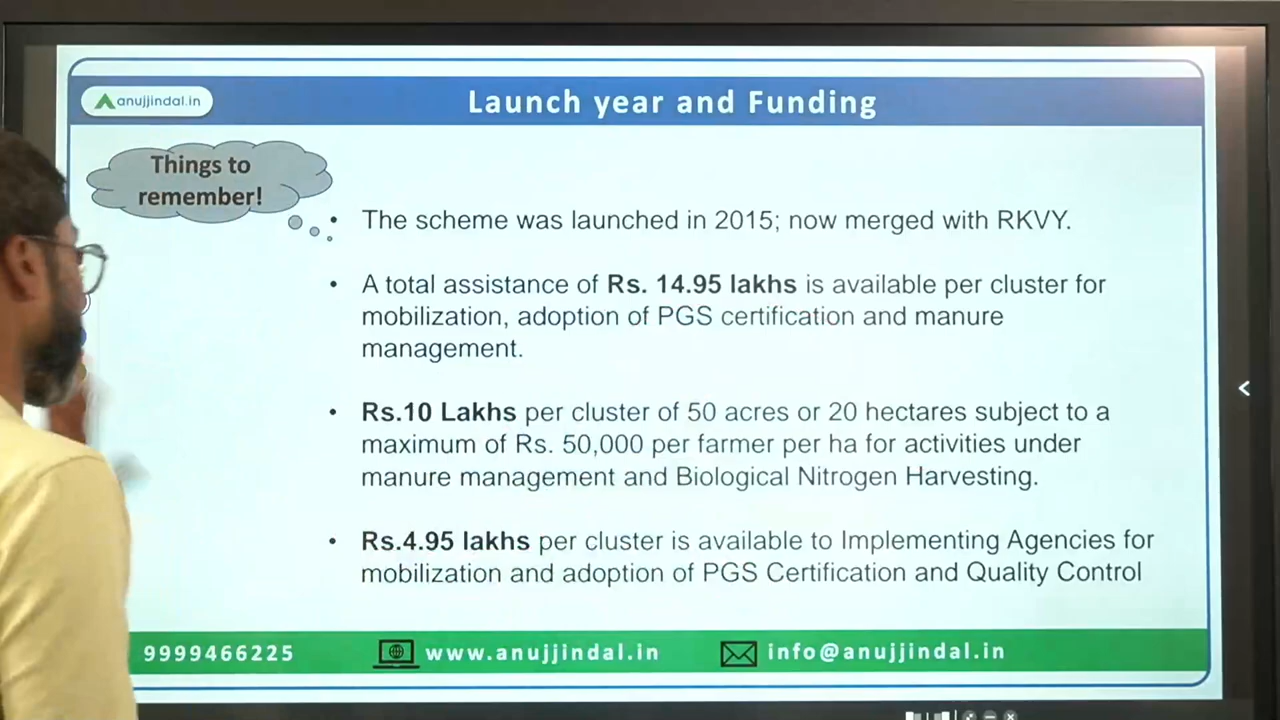 anujjindal.in
Launch year and Funding
Things to
remember!
• The scheme was launched in 2015; now merged with RKVY.
• A total assistance of Rs. 14.95 lakhs is available per cluster for
mobilization, adoption of PGS certification and manure
management.
• Rs.10 Lakhs per cluster of 50 acres or 20 hectares subject to a
maximum of Rs. 50,000 per farmer per ha for activities under
manure management and Biological Nitrogen Harvesting.
• Rs.4.95 lakhs per cluster is available to Implementing Agencies for
mobilization and adoption of PGS Certification and Quality Control
9999466225 www.anujjindal.in info@anujjindal.in